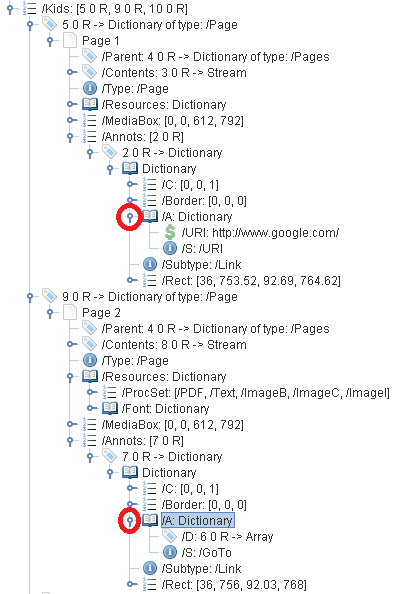 /Kids: [5 0 R, 9 0 R, 10 0 R]
5 0 R -> Dictionary of type: /Page
Page 1
/Parent: 4 0 R -> Dictionary of type: /Pages
/Contents: 3 0 R -> Stream
/Type: /Page
/Resources: Dictionary
/MediaBox: [0, 0, 612, 792]
/Annots: [2 0 R]
2 0 R -> Dictionary
Dictionary
/C: [0, 0, 1]
/Border: [0, 0, 0]
/A: Dictionary
/URI: http://www.google.com/
/S: /URI
/Subtype: /Link
/Rect: [36, 753.52, 92.69, 764.62]
9 0 R -> Dictionary of type: /Page
Page 2
/Parent: 4 0 R -> Dictionary of type: /Pages
/Contents: 8 0 R -> Stream
/Type: /Page
/Resources: Dictionary
/ProcSet: [/PDF, /Text, /ImageB, /ImageC, /ImageI]
/Font: Dictionary
/MediaBox: [0, 0, 612, 792]
/Annots: [7 0 R]
7 0 R -> Dictionary
Dictionary
/C: [0, 0, 1]
/Border: [0, 0, 0]
/A: Dictionary
/D: 6 0 R -> Array
/S: /GoTo
/Subtype: /Link
/Rect: [36, 756, 92.03, 768]